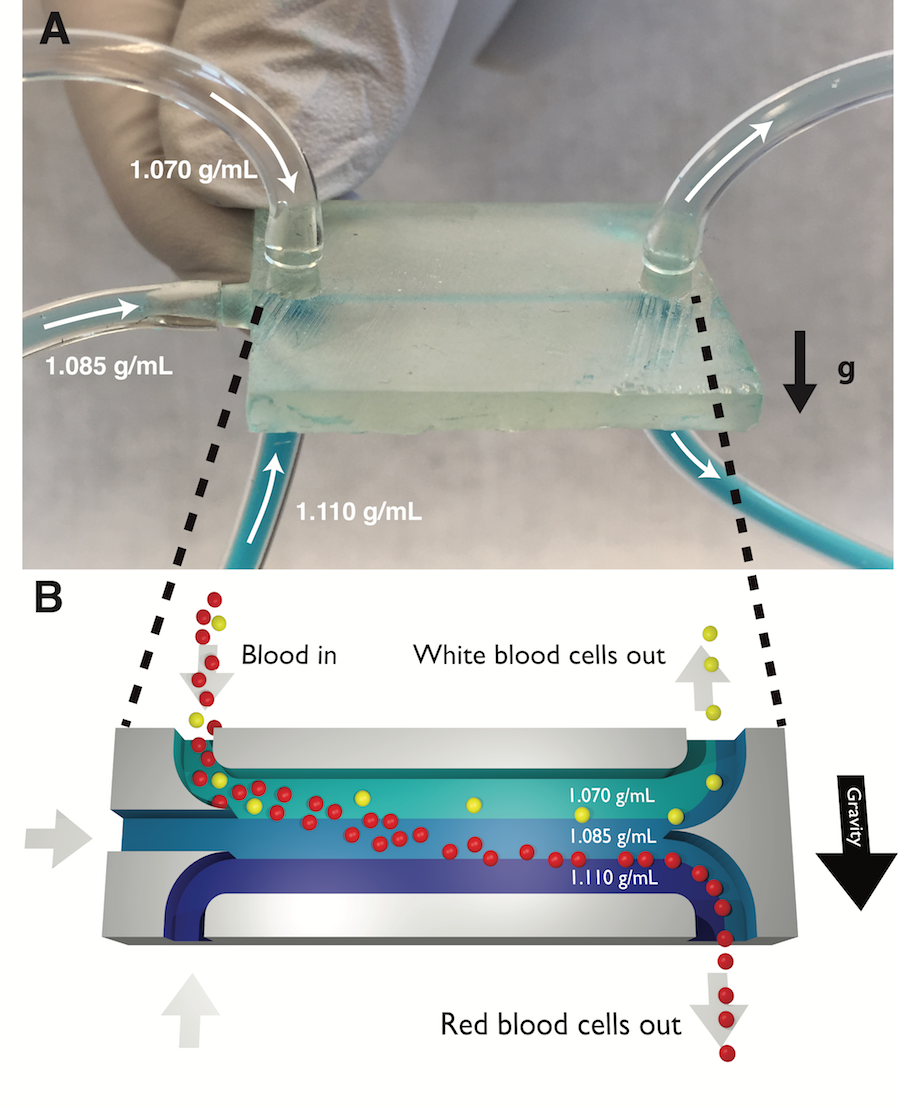 A
1.070 g/mL
1.085 g/mL
g
1.110 g/mL
B
Blood in
White blood cells out
1.070 g/mL
1.085 g/mL
1.110 g/mL
Gravity
Red blood cells out